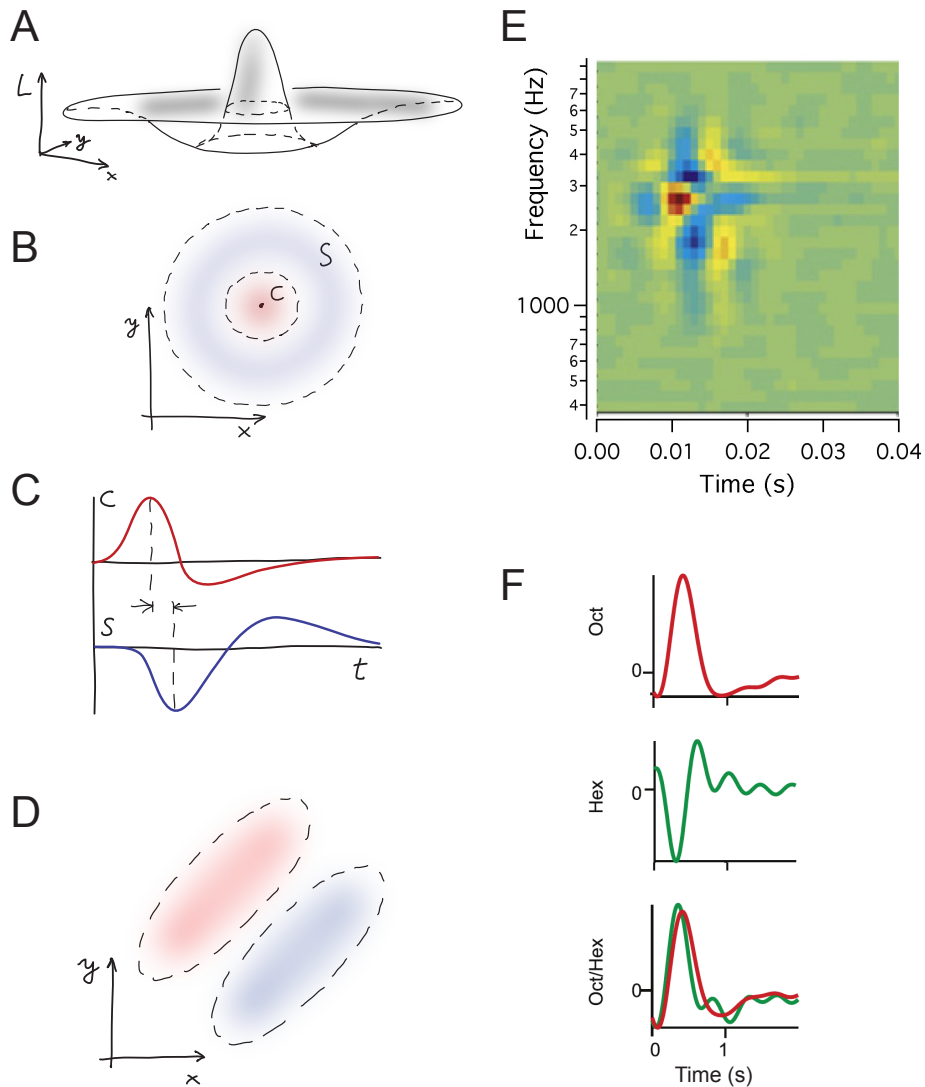 A
L
y
x
B
S
C
y
x
C
C
S
t
D
y
x
E
Frequency (Hz)
7
6
5
4
3
2
1000
7
6
5
4
0.00 0.01 0.02 0.03 0.04
Time (s)
F
Oct
0
Hex
0
Oct/Hex
0
0 1
Time (s)